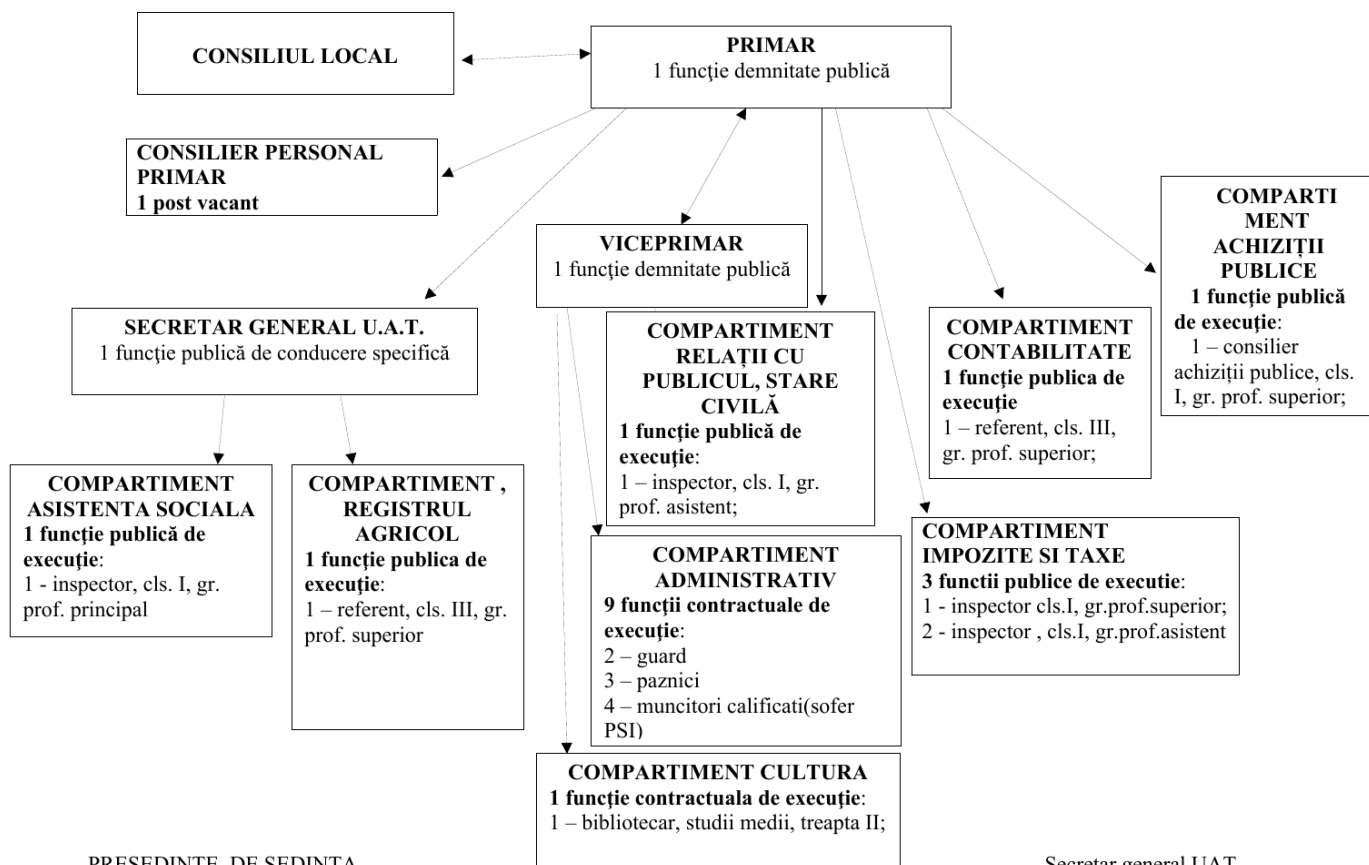 CONSILIUL LOCAL
PRIMAR
1 funcţie demnitate publică
CONSILIER PERSONAL
PRIMAR
1 post vacant
VICEPRIMAR
1 funcţie demnitate publică
COMPARTI
MENT
ACHIZIŢII
PUBLICE
1 funcţie publică
de execuţie:
1 – consilier
achiziţii publice, cls.
I, gr. prof. superior;
SECRETAR GENERAL U.A.T.
1 funcţie publică de conducere specifică
COMPARTIMENT
RELAŢII CU
PUBLICUL, STARE
CIVILĂ
1 funcţie publică de
execuţie:
1 – inspector, cls. I, gr.
prof. asistent;
COMPARTIMENT
CONTABILITATE
1 funcţie publica de
execuţie
1 – referent, cls. III,
gr. prof. superior;
COMPARTIMENT
ASISTENTA SOCIALA
1 funcţie publică de
execuţie:
1 - inspector, cls. I, gr.
prof. principal
COMPARTIMENT ,
REGISTRUL
AGRICOL
1 funcţie publica de
execuţie:
1 – referent, cls. III, gr.
prof. superior
COMPARTIMENT
ADMINISTRATIV
9 funcţii contractuale de
execuţie:
2 – guard
3 – paznici
4 – muncitori calificati(sofer
PSI)
COMPARTIMENT
IMPOZITE SI TAXE
3 functii publice de executie:
1 - inspector cls.I, gr.prof.superior;
2 - inspector , cls.I, gr.prof.asistent
COMPARTIMENT CULTURA
1 funcţie contractuala de execuţie:
1 – bibliotecar, studii medii, treapta II;
PRESEDINTE DE SEDINTA
Secretar general UAT